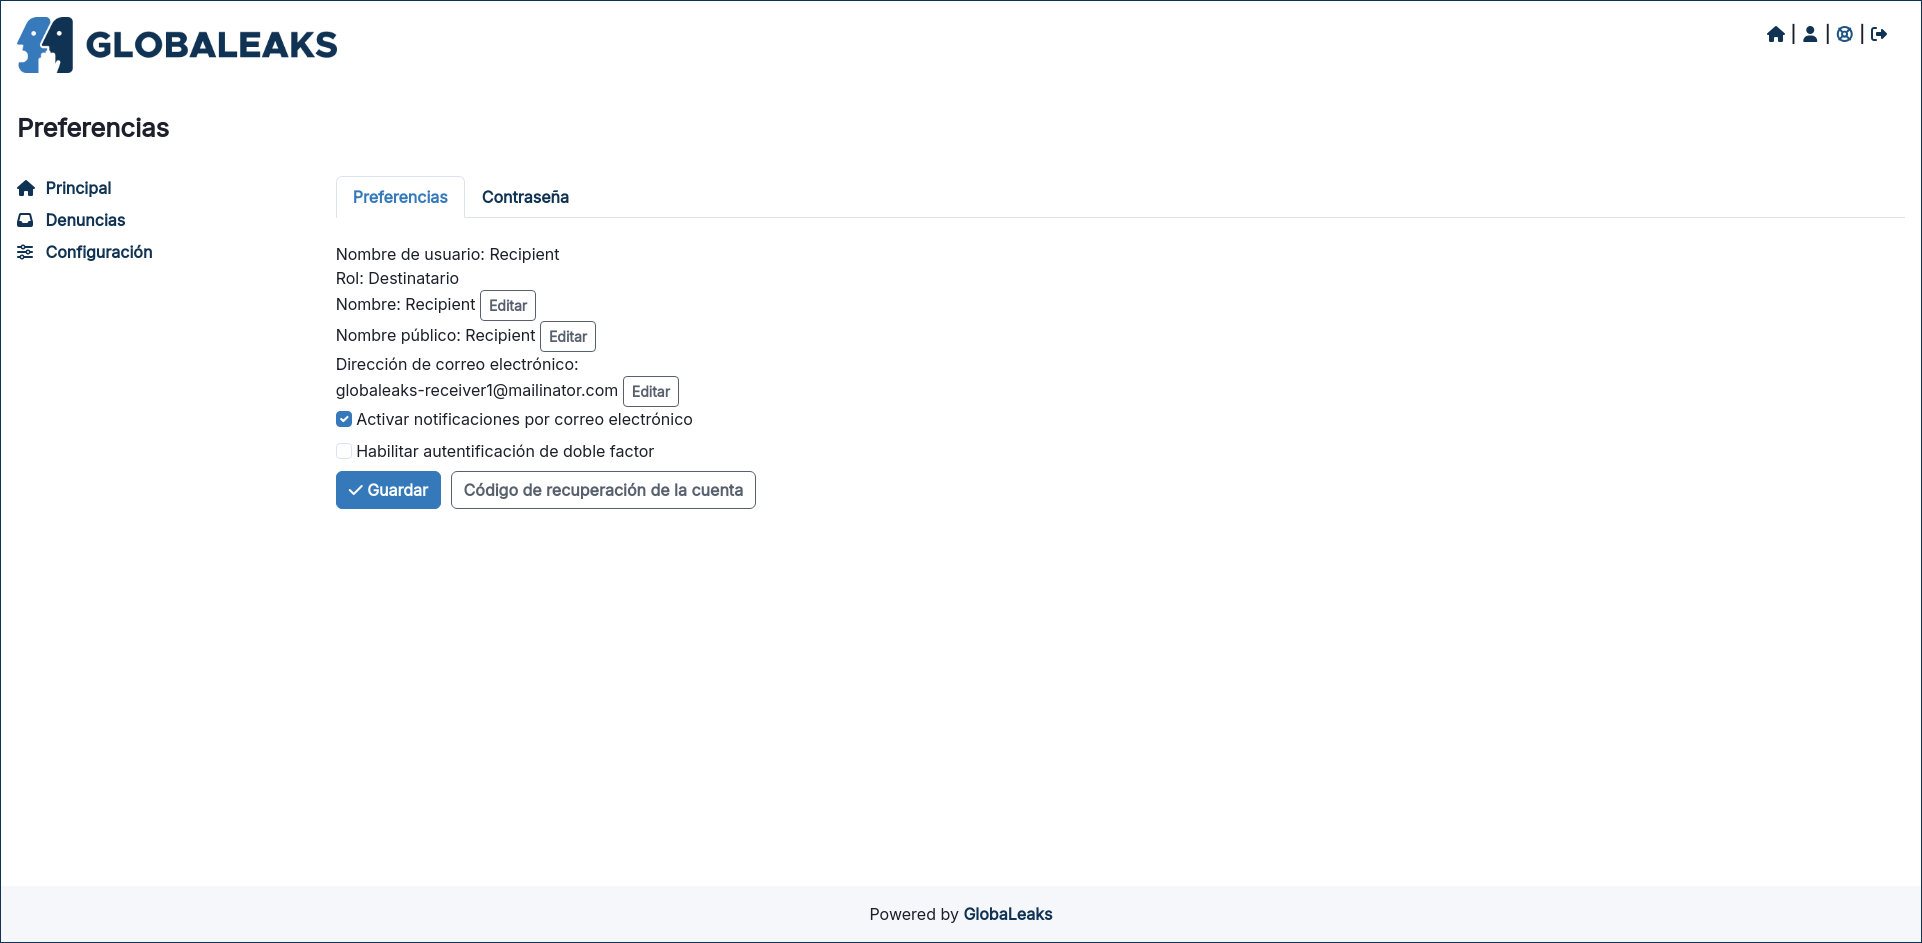 GLOBALEAKS
Preferencias
Principal
Denuncias
Configuración
Preferencias Contraseña
Nombre de usuario: Recipient
Rol: Destinatario
Nombre: Recipient Editar
Nombre público: Recipient Editar
Dirección de correo electrónico:
globaleaks-receiver1@mailinator.com Editar
Activar notificaciones por correo electrónico
Habilitar autentificación de doble factor
Guardar Código de recuperación de la cuenta
Powered by GlobaLeaks